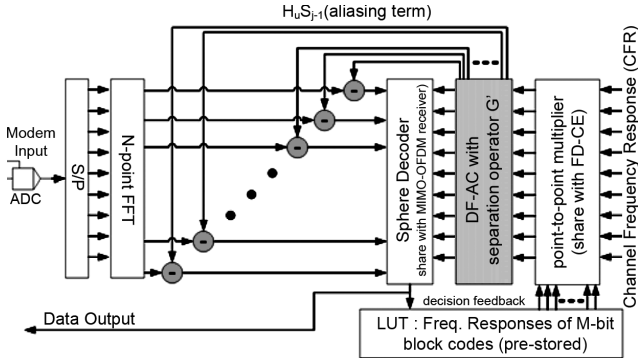 HuSj-1(aliasing term)
Modem
Input
ADC
S/P
N-point FFT
Sphere Decoder
share with MIMO-OFDM receiver)
DF-AC with
separation operator G'
point-to-point multiplier
(share with FD-CE)
Channel Frequency Response (CFR)
decision feedback
Data Output
LUT : Freq. Responses of M-bit
block codes (pre-stored)